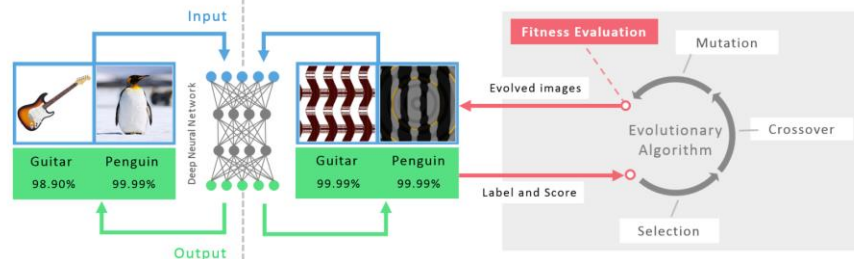 Input
Fitness Evaluation
Mutation
Evolved images
Deep Neural Network
Evolutionary
Algorithm
Crossover
Guitar
Penguin
Guitar
Penguin
98.90%
99.99%
99.99%
99.99%
Label and Score
Selection
Output